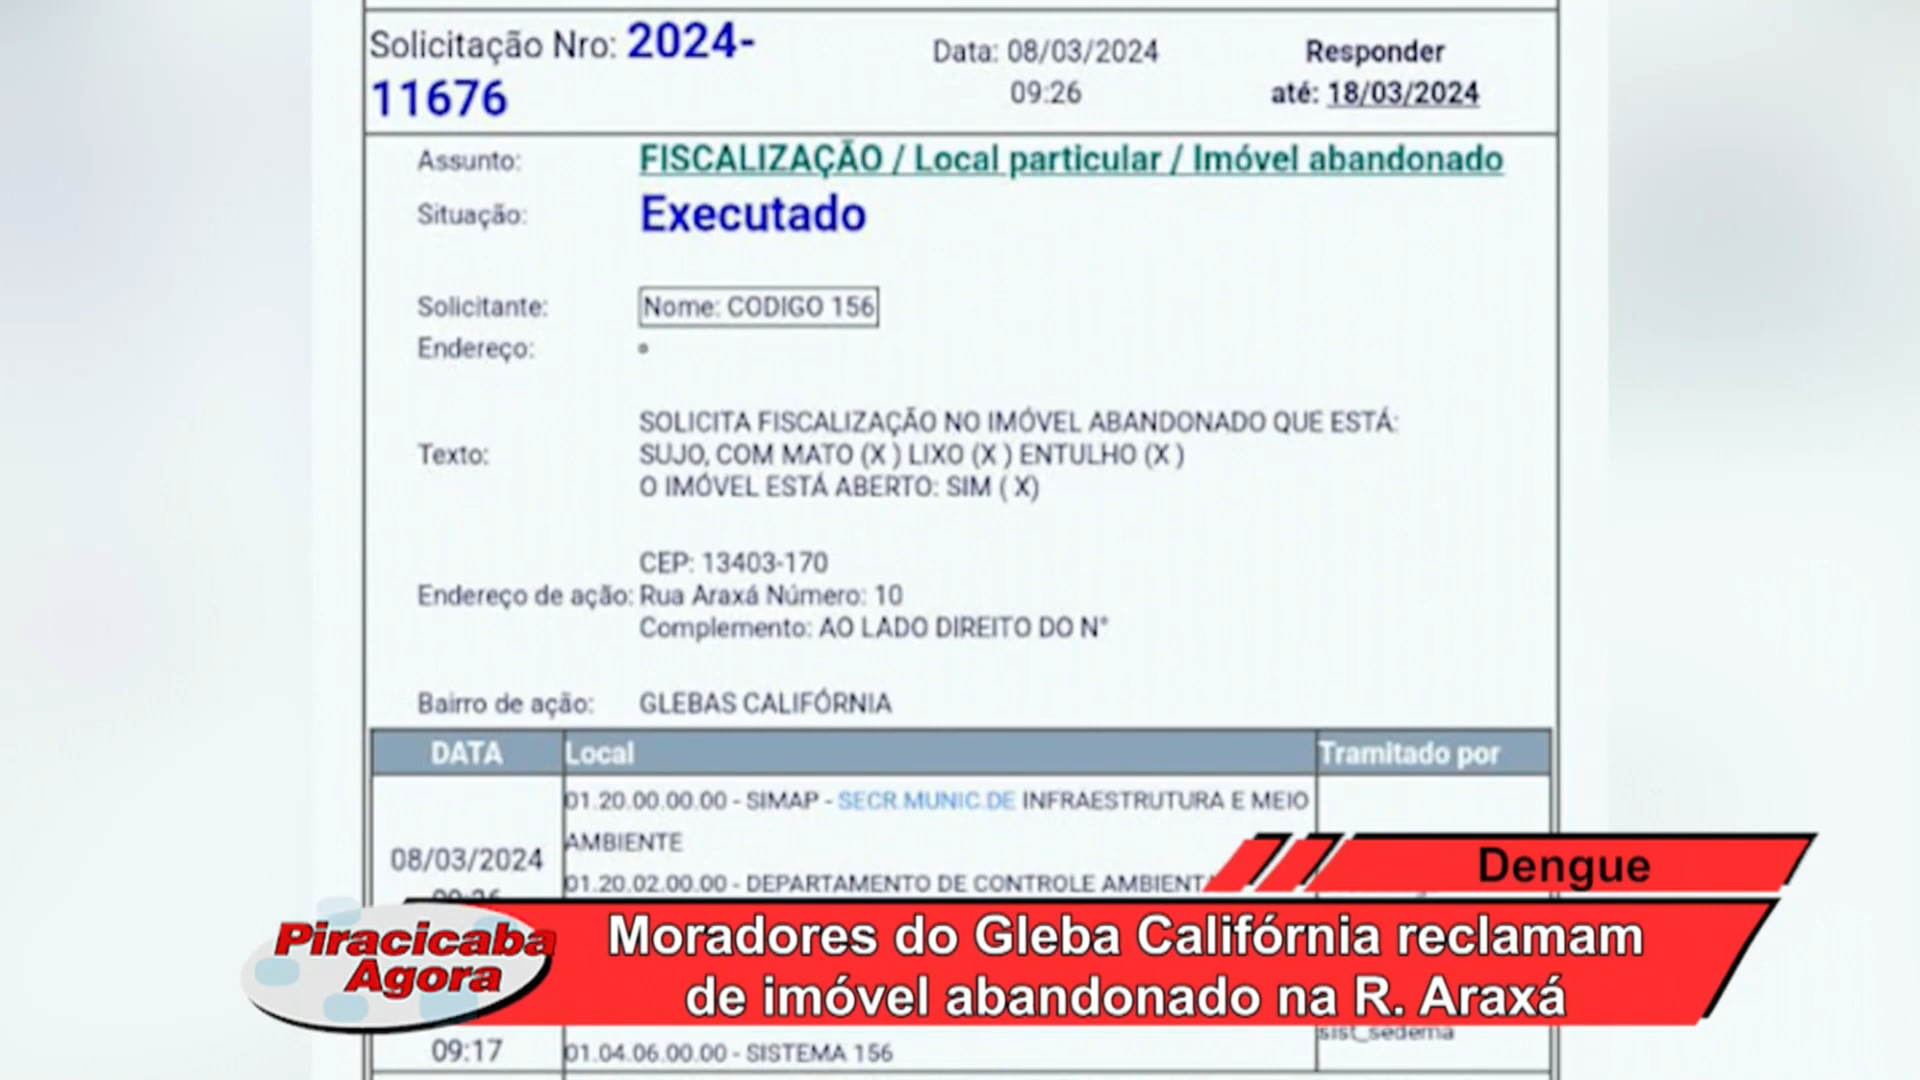 Solicitação Nro: 2024-
11676
Data: 08/03/2024
09:26
Responder
até: 18/03/2024
Assunto: FISCALIZAÇÃO / Local particular / Imóvel abandonado
Situação: Executado
Solicitante: Nome: CODIGO 156
Endereço:
Texto: SOLICITA FISCALIZAÇÃO NO IMÓVEL ABANDONADO QUE ESTÁ:
SUJO, COM MATO (X ) LIXO (X ) ENTULHO (X )
O IMÓVEL ESTÁ ABERTO: SIM ( X)
CEP: 13403-170
Endereço de ação: Rua Araxá Número: 10
Complemento: AO LADO DIREITO DO N°
Bairro de ação: GLEBAS CALIFÓRNIA
DATA Local Tramitado por
01.20.00.00.00 - SIMAP - SECR.MUNIC.DE INFRAESTRUTURA E MEIO
AMBIENTE
08/03/2024
01.20.02.00.00 - DEPARTAMENTO DE CONTROLE
Dengue
Piracicaba
Agora
Moradores do Gleba Califórnia reclamam
de imóvel abandonado na R. Araxá
sist_sedema
09:17 01.04.06.00.00 - SISTEMA 156